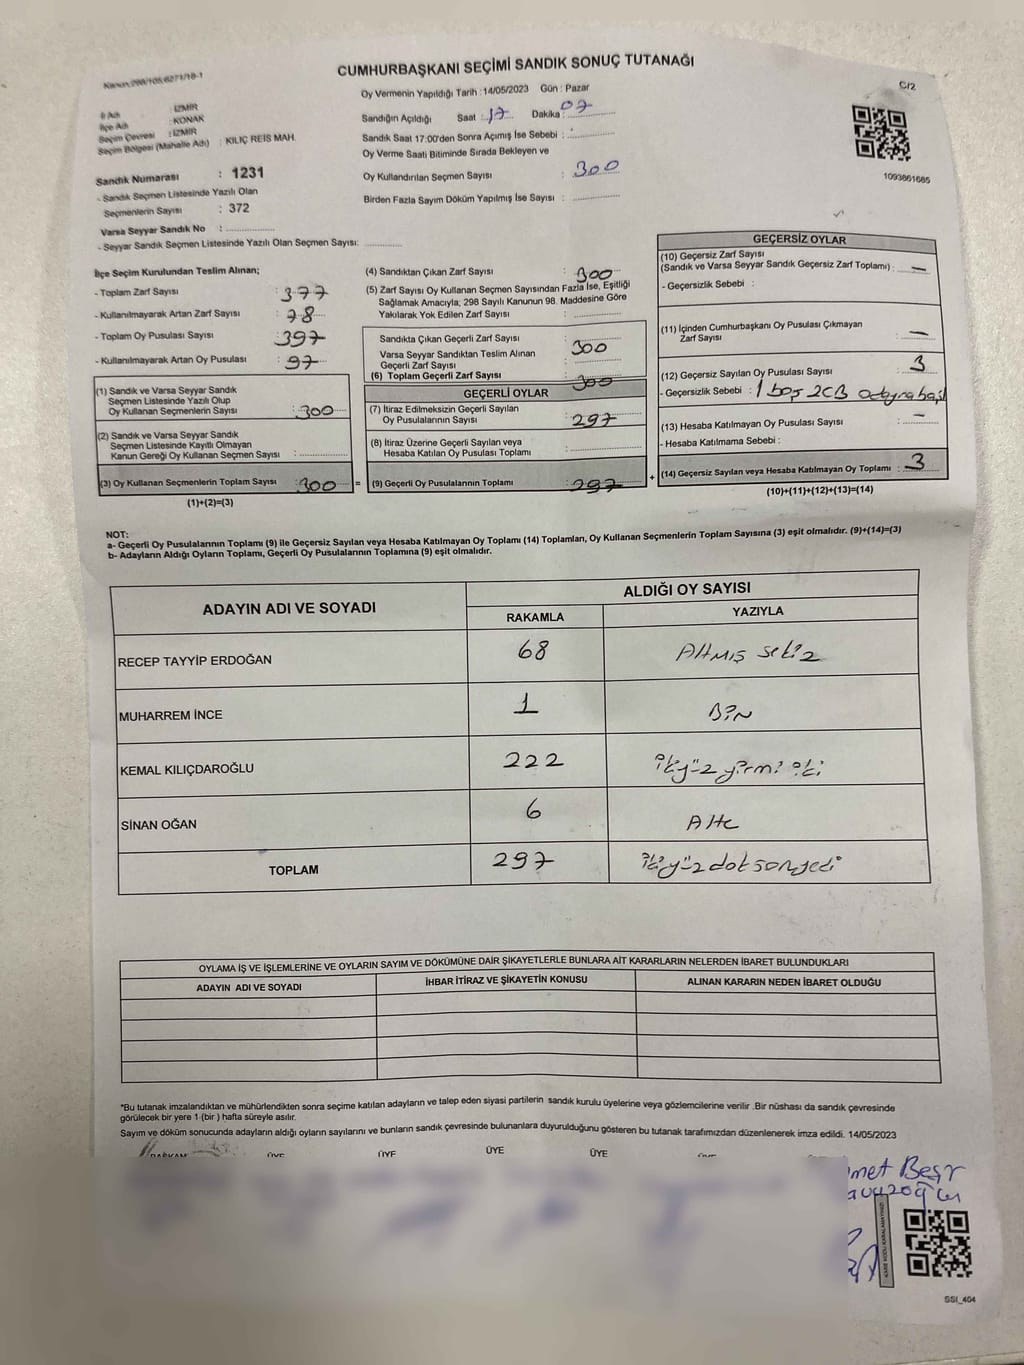 Kanun:298/105,6271/18-1
CUMHURBAŞKANI SEÇİMİ SANDIK SONUÇ TUTANAĞI
C/2
Oy Vermenin Yapıldığı Tarih : 14/05/2023 Gün : Pazar
İl Adı : İZMİR
İlçe Adı : KONAK
Seçim Çevresi : İZMİR
Seçim Bölgesi (Mahalle Adı) : KILIÇ REİS MAH.
Sandığın Açıldığı Saat : 17 Dakika : 07
Sandık Saat 17:00'den Sonra Açımış İse Sebebi :
Oy Verme Saati Bitiminde Sırada Bekleyen ve
Oy Kullandırılan Seçmen Sayısı : 300
Birden Fazla Sayım Döküm Yapılmış İse Sayısı :
1093861685
Sandık Numarası : 1231
- Sandık Seçmen Listesinde Yazılı Olan
Seçmenlerin Sayısı : 372
Varsa Seyyar Sandık No :
- Seyyar Sandık Seçmen Listesinde Yazılı Olan Seçmen Sayısı:
İlçe Seçim Kurulundan Teslim Alınan;
- Toplam Zarf Sayısı : 377
- Kullanılmayarak Artan Zarf Sayısı : 78
- Toplam Oy Pusulası Sayısı : 397
- Kullanılmayarak Artan Oy Pusulası : 97
(1) Sandık ve Varsa Seyyar Sandık
Seçmen Listesinde Yazılı Olup
Oy Kullanan Seçmenlerin Sayısı : 300
(2) Sandık ve Varsa Seyyar Sandık
Seçmen Listesinde Kayıtlı Olmayan
Kanun Gereği Oy Kullanan Seçmen Sayısı :
(3) Oy Kullanan Seçmenlerin Toplam Sayısı : 300 =
(1)+(2)=(3)
(4) Sandıktan Çıkan Zarf Sayısı : 300
(5) Zarf Sayısı Oy Kullanan Seçmen Sayısından Fazla İse, Eşitliği
Sağlamak Amacıyla; 298 Sayılı Kanunun 98. Maddesine Göre
Yakılarak Yok Edilen Zarf Sayısı :
Sandıkta Çıkan Geçerli Zarf Sayısı : 300
Varsa Seyyar Sandıktan Teslim Alınan
Geçerli Zarf Sayısı :
(6) Toplam Geçerli Zarf Sayısı : 300
GEÇERLİ OYLAR
(7) İtiraz Edilmeksizin Geçerli Sayılan
Oy Pusulalarının Sayısı : 297
(8) İtiraz Üzerine Geçerli Sayılan veya
Hesaba Katılan Oy Pusulası Toplamı :
(9) Geçerli Oy Pusulalarının Toplamı : 297 +
GEÇERSİZ OYLAR
(10) Geçersiz Zarf Sayısı
(Sandık ve Varsa Seyyar Sandık Geçersiz Zarf Toplamı) : —
- Geçersizlik Sebebi :
(11) İçinden Cumhurbaşkanı Oy Pusulası Çıkmayan
Zarf Sayısı : —
(12) Geçersiz Sayılan Oy Pusulası Sayısı : 3
- Geçersizlik Sebebi : 1 boş 2CB
(13) Hesaba Katılmayan Oy Pusulası Sayısı : —
- Hesaba Katılmama Sebebi :
(14) Geçersiz Sayılan veya Hesaba Katılmayan Oy Toplamı : 3
(10)+(11)+(12)+(13)=(14)
NOT:
a- Geçerli Oy Pusulalarının Toplamı (9) ile Geçersiz Sayılan veya Hesaba Katılmayan Oy Toplamı (14) Toplamları, Oy Kullanan Seçmenlerin Toplam Sayısına (3) eşit olmalıdır. (9)+(14)=(3)
b- Adayların Aldığı Oyların Toplamı, Geçerli Oy Pusulalarının Toplamına (9) eşit olmalıdır.
ADAYIN ADI VE SOYADI
ALDIĞI OY SAYISI
RAKAMLA YAZIYLA
RECEP TAYYİP ERDOĞAN 68 Altmış sekiz
MUHARREM İNCE 1 Bir
KEMAL KILIÇDAROĞLU 222 ikiyüz yirmi iki
SİNAN OĞAN 6 Altı
TOPLAM 297 ikiyüz doksanyedi
OYLAMA İŞ VE İŞLEMLERİNE VE OYLARIN SAYIM VE DÖKÜMÜNE DAİR ŞİKAYETLERLE BUNLARA AİT KARARLARIN NELERDEN İBARET BULUNDUKLARI
ADAYIN ADI VE SOYADI İHBAR İTİRAZ VE ŞİKAYETİN KONUSU ALINAN KARARIN NEDEN İBARET OLDUĞU
*Bu tutanak imzalandıktan ve mühürlendikten sonra seçime katılan adayların ve talep eden siyasi partilerin sandık kurulu üyelerine veya gözlemcilerine verilir .Bir nüshası da sandık çevresinde
görülecek bir yere 1 (bir ) hafta süreyle asılır.
Sayım ve döküm sonucunda adayların aldığı oyların sayılarını ve bunların sandık çevresinde bulunanlara duyurulduğunu gösteren bu tutanak tarafımızdan düzenlenerek imza edildi. 14/05/2023
BAŞKAN ÜYE ÜYE ÜYE ÜYE ÜYE
met Beşir
SSI_404